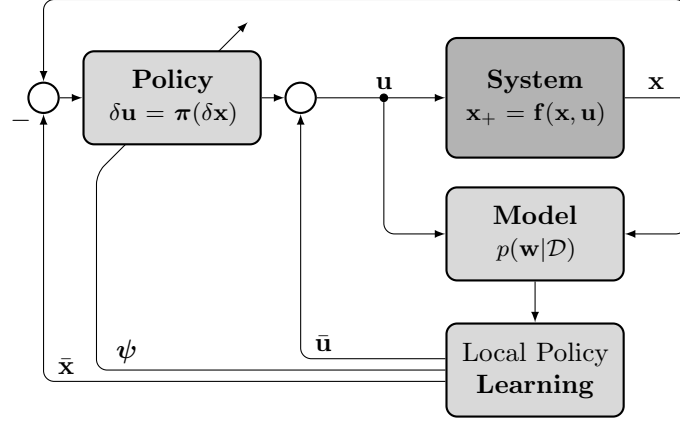 Policy
δu = π(δx)
u
System
x₊ = f(x, u)
x
−
Model
p(w|𝒟)
Local Policy
Learning
ū
ψ
x̄